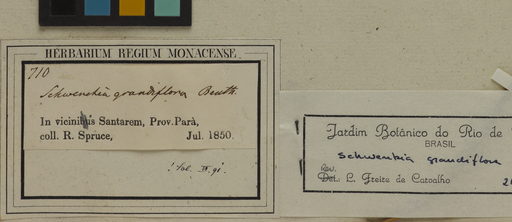 HERBARIUM REGIUM MONACENSE.
710
Schwenkia grandiflora Benth.
In vicinibus Santarem, Prov. Parà,
coll. R. Spruce, Jul. 1850.
Jardim Botânico do Rio de
BRASIL
Schwenkia grandiflora
Det. L. Freire de Carvalho